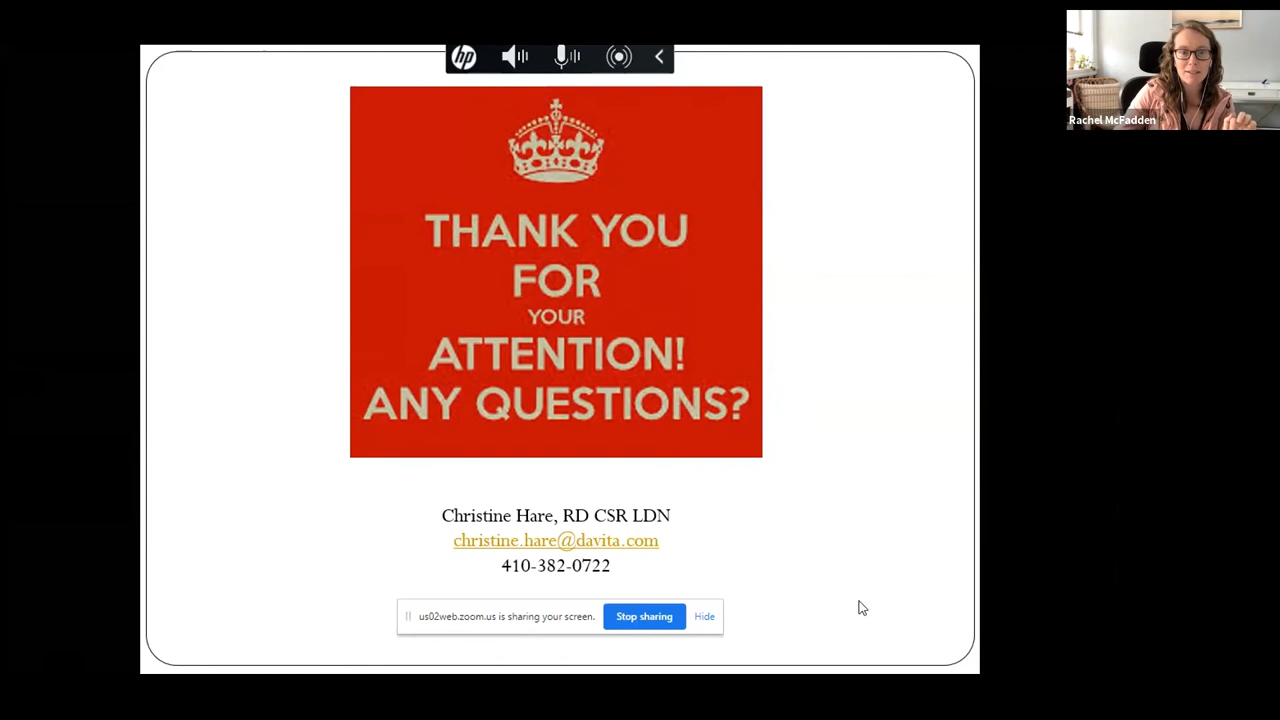 hp
Rachel McFadden
THANK YOU
FOR
YOUR
ATTENTION!
ANY QUESTIONS?
Christine Hare, RD CSR LDN
christine.hare@davita.com
410-382-0722
us02web.zoom.us is sharing your screen.
Stop sharing
Hide